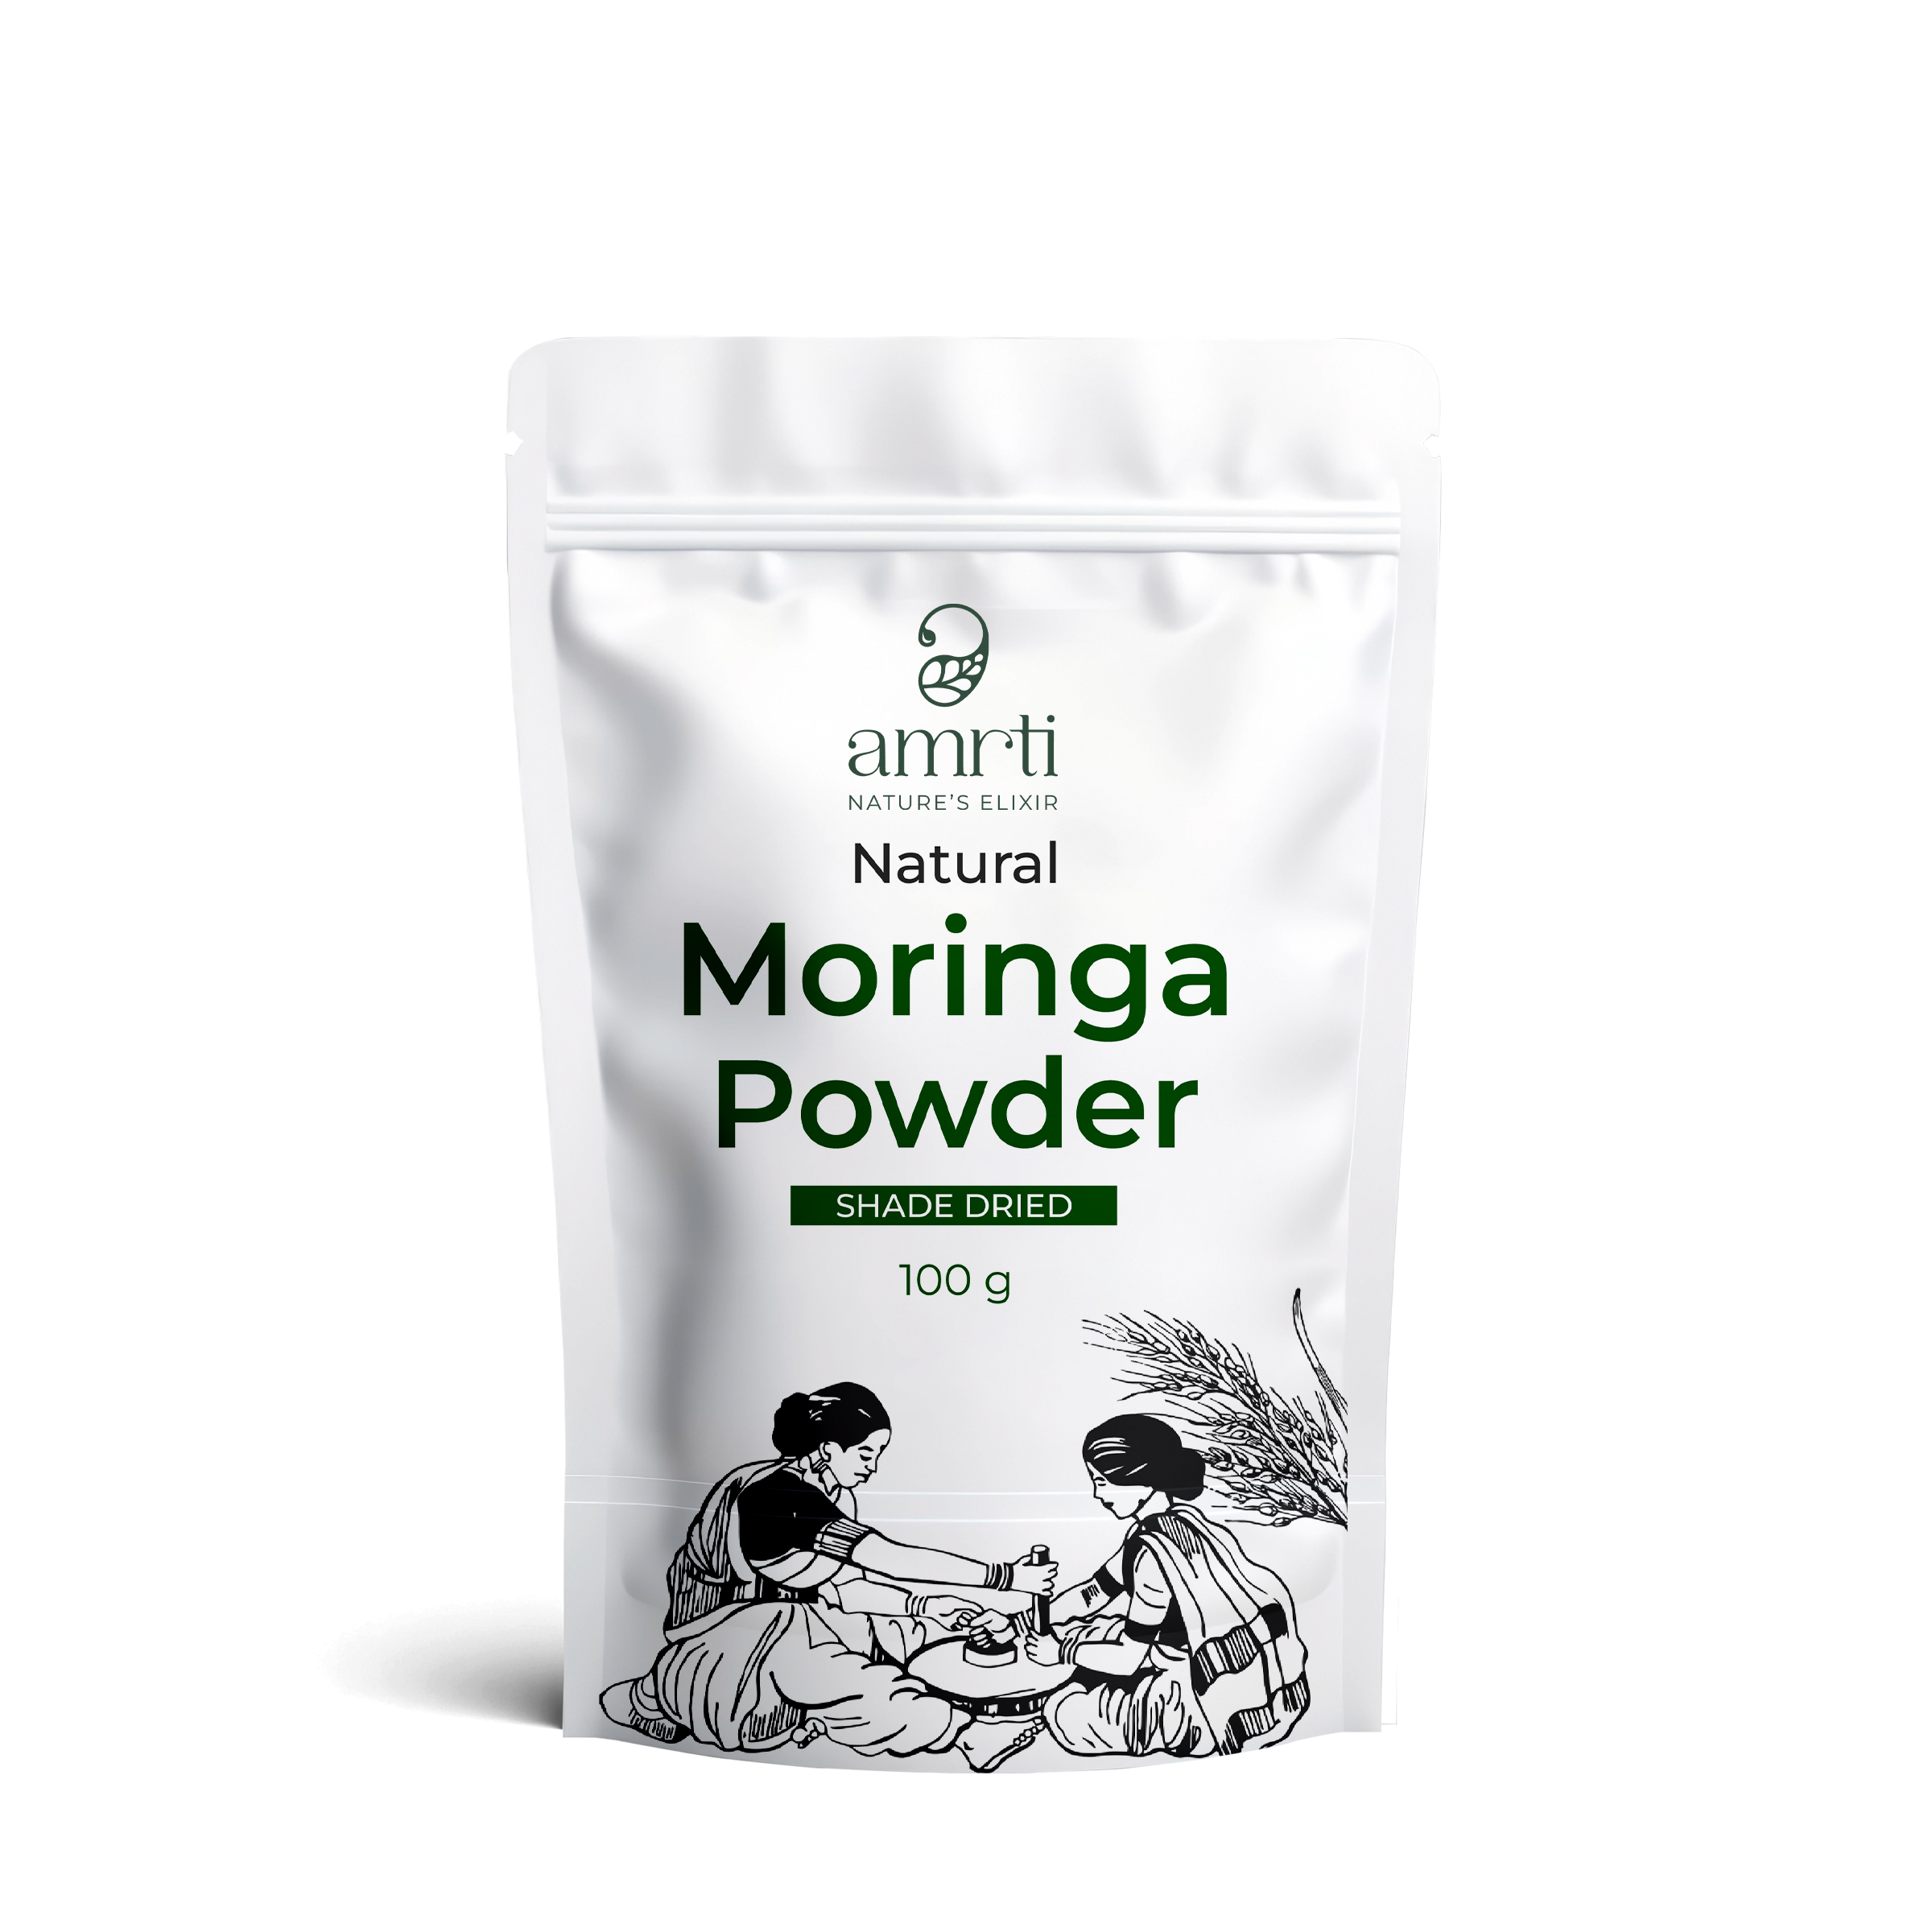 amrti
NATURE'S ELIXIR
Natural
Moringa
Powder
SHADE DRIED
100 g